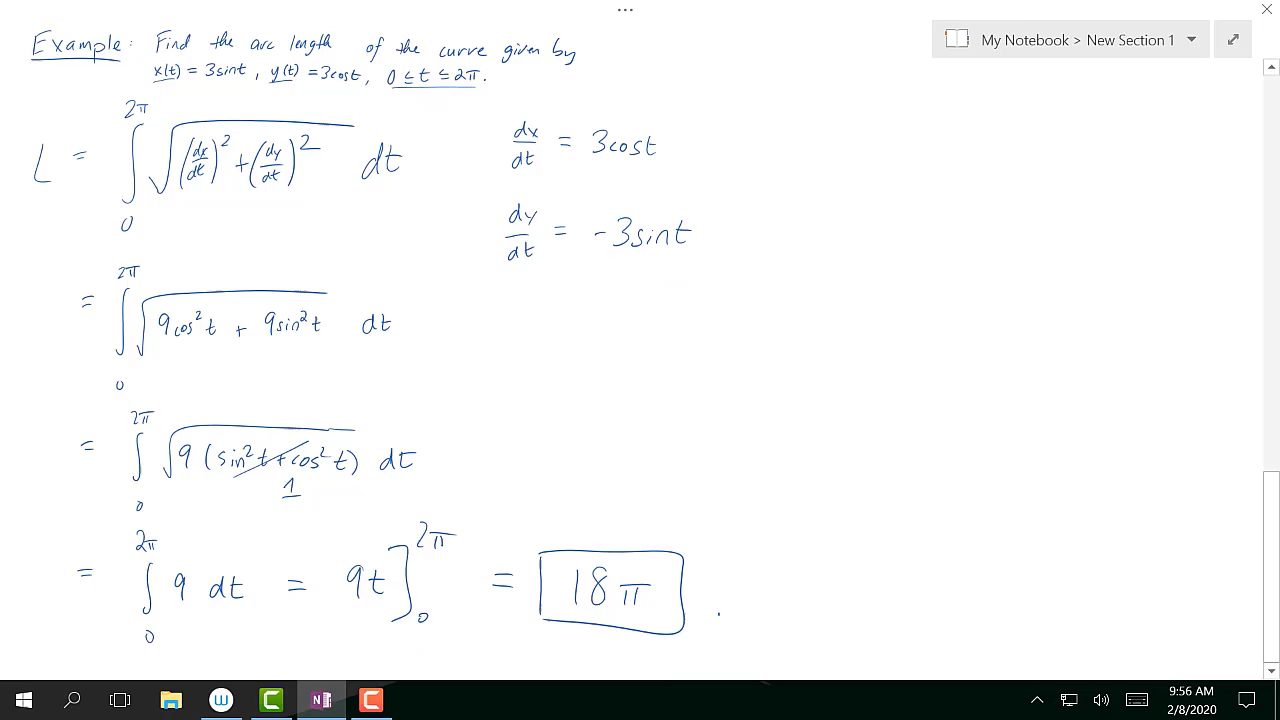 ...
My Notebook > New Section 1
Example: Find the arc length of the curve given by
x(t) = 3sint, y(t) = 3cost, 0 ≤ t ≤ 2π.
L = ∫₀^2π √((dx/dt)² + (dy/dt)²) dt
dx/dt = 3cost
dy/dt = -3sint
= ∫₀^2π √(9cos²t + 9sin²t) dt
= ∫₀^2π √(9(sin²t + cos²t)) dt
1
= ∫₀^2π 9 dt = 9t]₀^2π = 18π
9:56 AM
2/8/2020